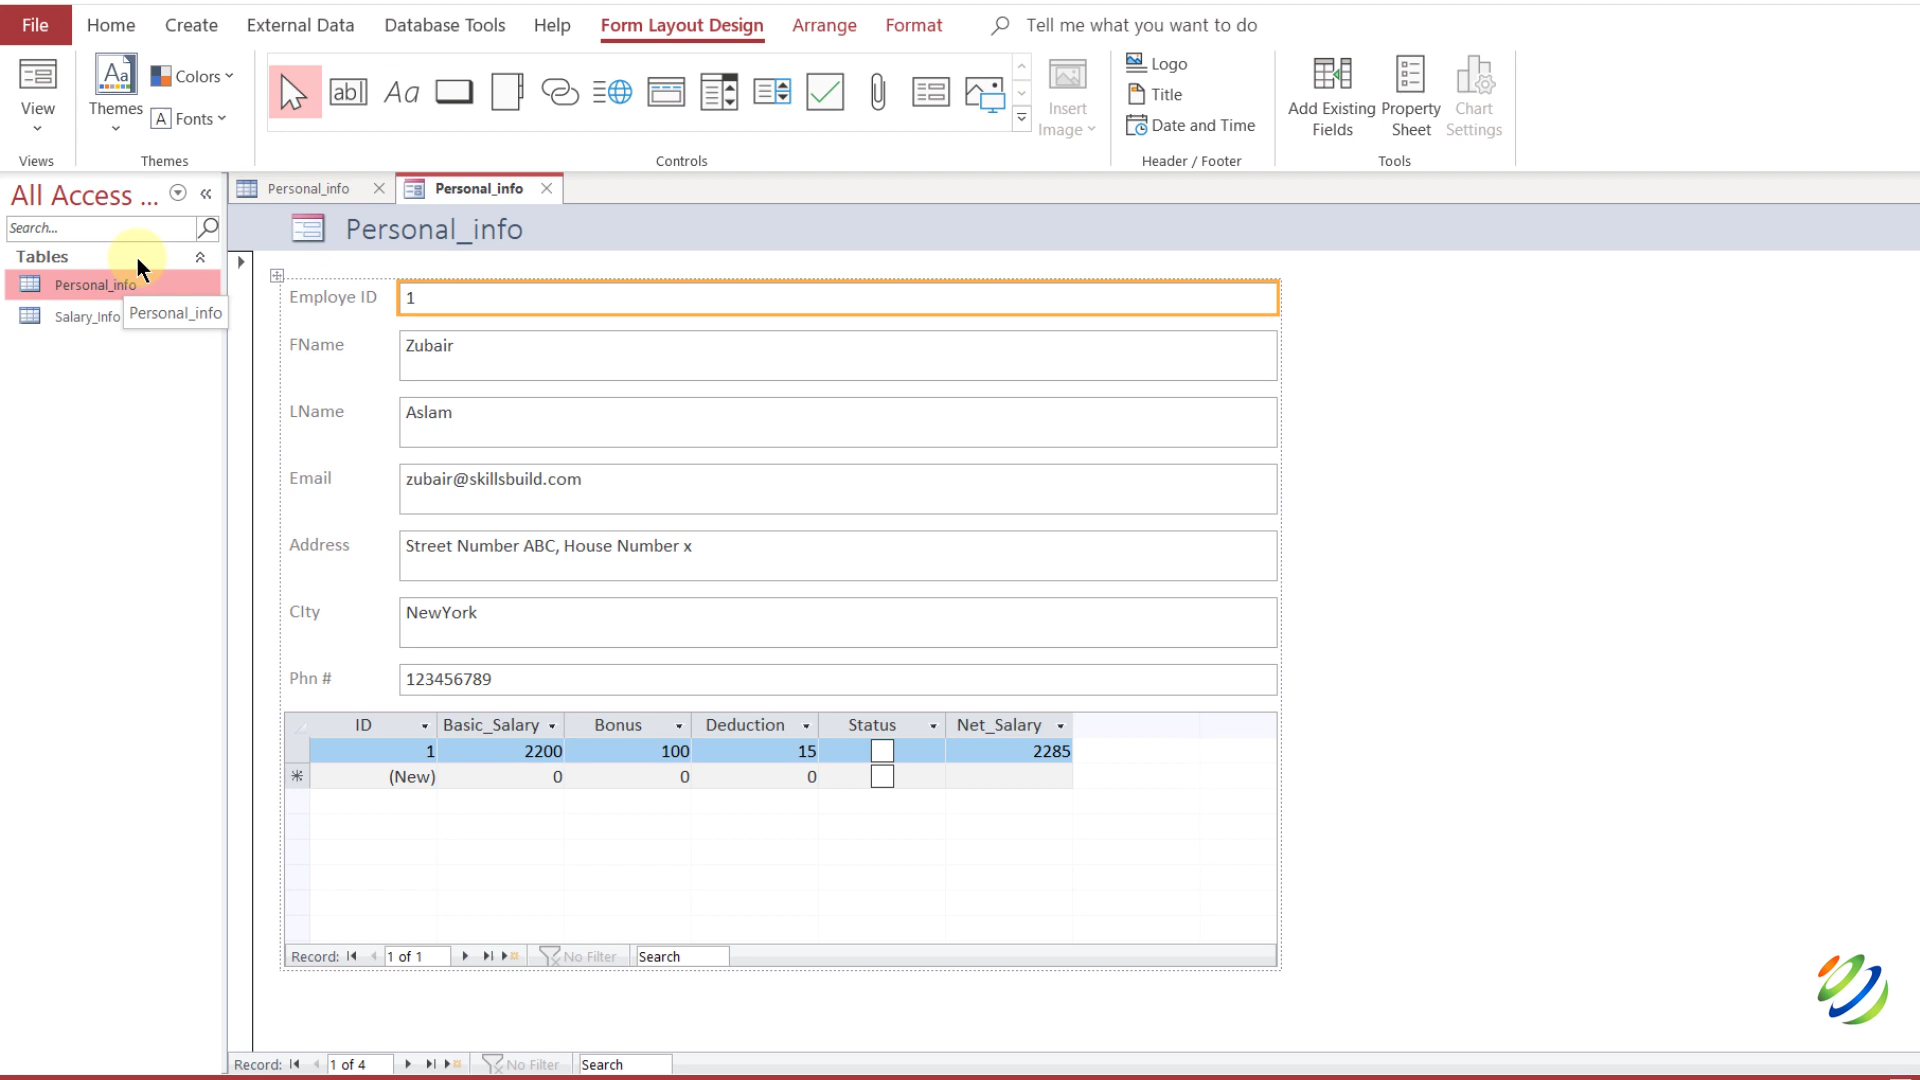 File Home Create External Data Database Tools Help Form Layout Design Arrange Format Tell me what you want to do
View
Themes
Colors
Fonts
ab|
Aa
Insert
Image
Logo
Title
Date and Time
Add Existing
Fields
Property
Sheet
Chart
Settings
Views Themes Controls Header / Footer Tools
All Access ...
Search...
Tables
Personal_info
Salary_Info
Personal_info
Personal_info Personal_info
Personal_info
Employe ID 1
FName Zubair
LName Aslam
Email zubair@skillsbuild.com
Address Street Number ABC, House Number x
CIty NewYork
Phn # 123456789
ID Basic_Salary Bonus Deduction Status Net_Salary
1 2200 100 15 2285
(New) 0 0 0
Record: 1 of 1 No Filter Search
Record: 1 of 4 No Filter Search